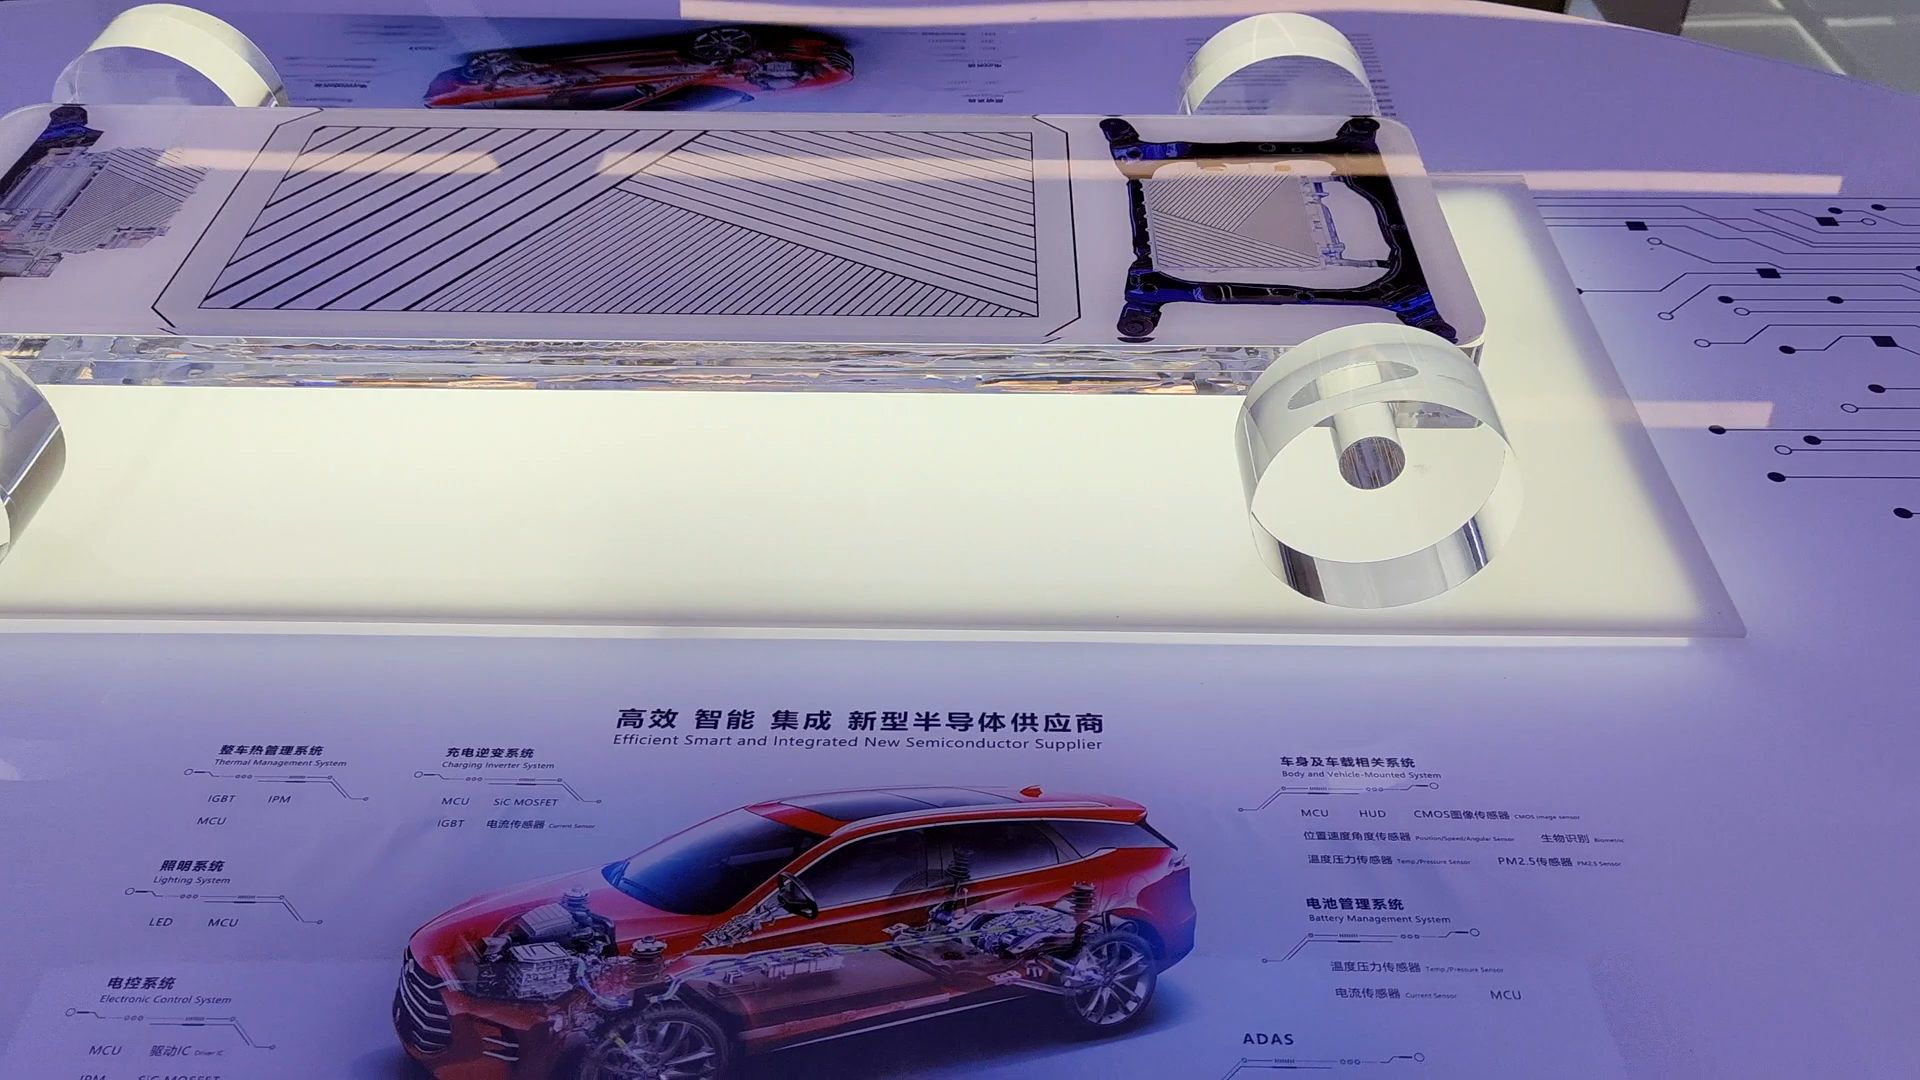 高效 智能 集成 新型半导体供应商
Efficient Smart and Integrated New Semiconductor Supplier
整车热管理系统
Thermal Management System
IGBT IPM
MCU
充电逆变系统
Charging Inverter System
MCU SiC MOSFET
IGBT 电流传感器 Current Sensor
照明系统
Lighting System
LED MCU
电控系统
Electronic Control System
MCU 驱动IC Driver IC
IPM SiC MOSFET
车身及车载相关系统
Body and Vehicle-Mounted System
MCU HUD CMOS图像传感器 CMOS image sensor
位置速度角度传感器 Position/Speed/Angular Sensor 生物识别 Biometric
温度压力传感器 Temp./Pressure Sensor PM2.5传感器 PM2.5 Sensor
电池管理系统
Battery Management System
温度压力传感器 Temp./Pressure Sensor
电流传感器 Current Sensor MCU
ADAS